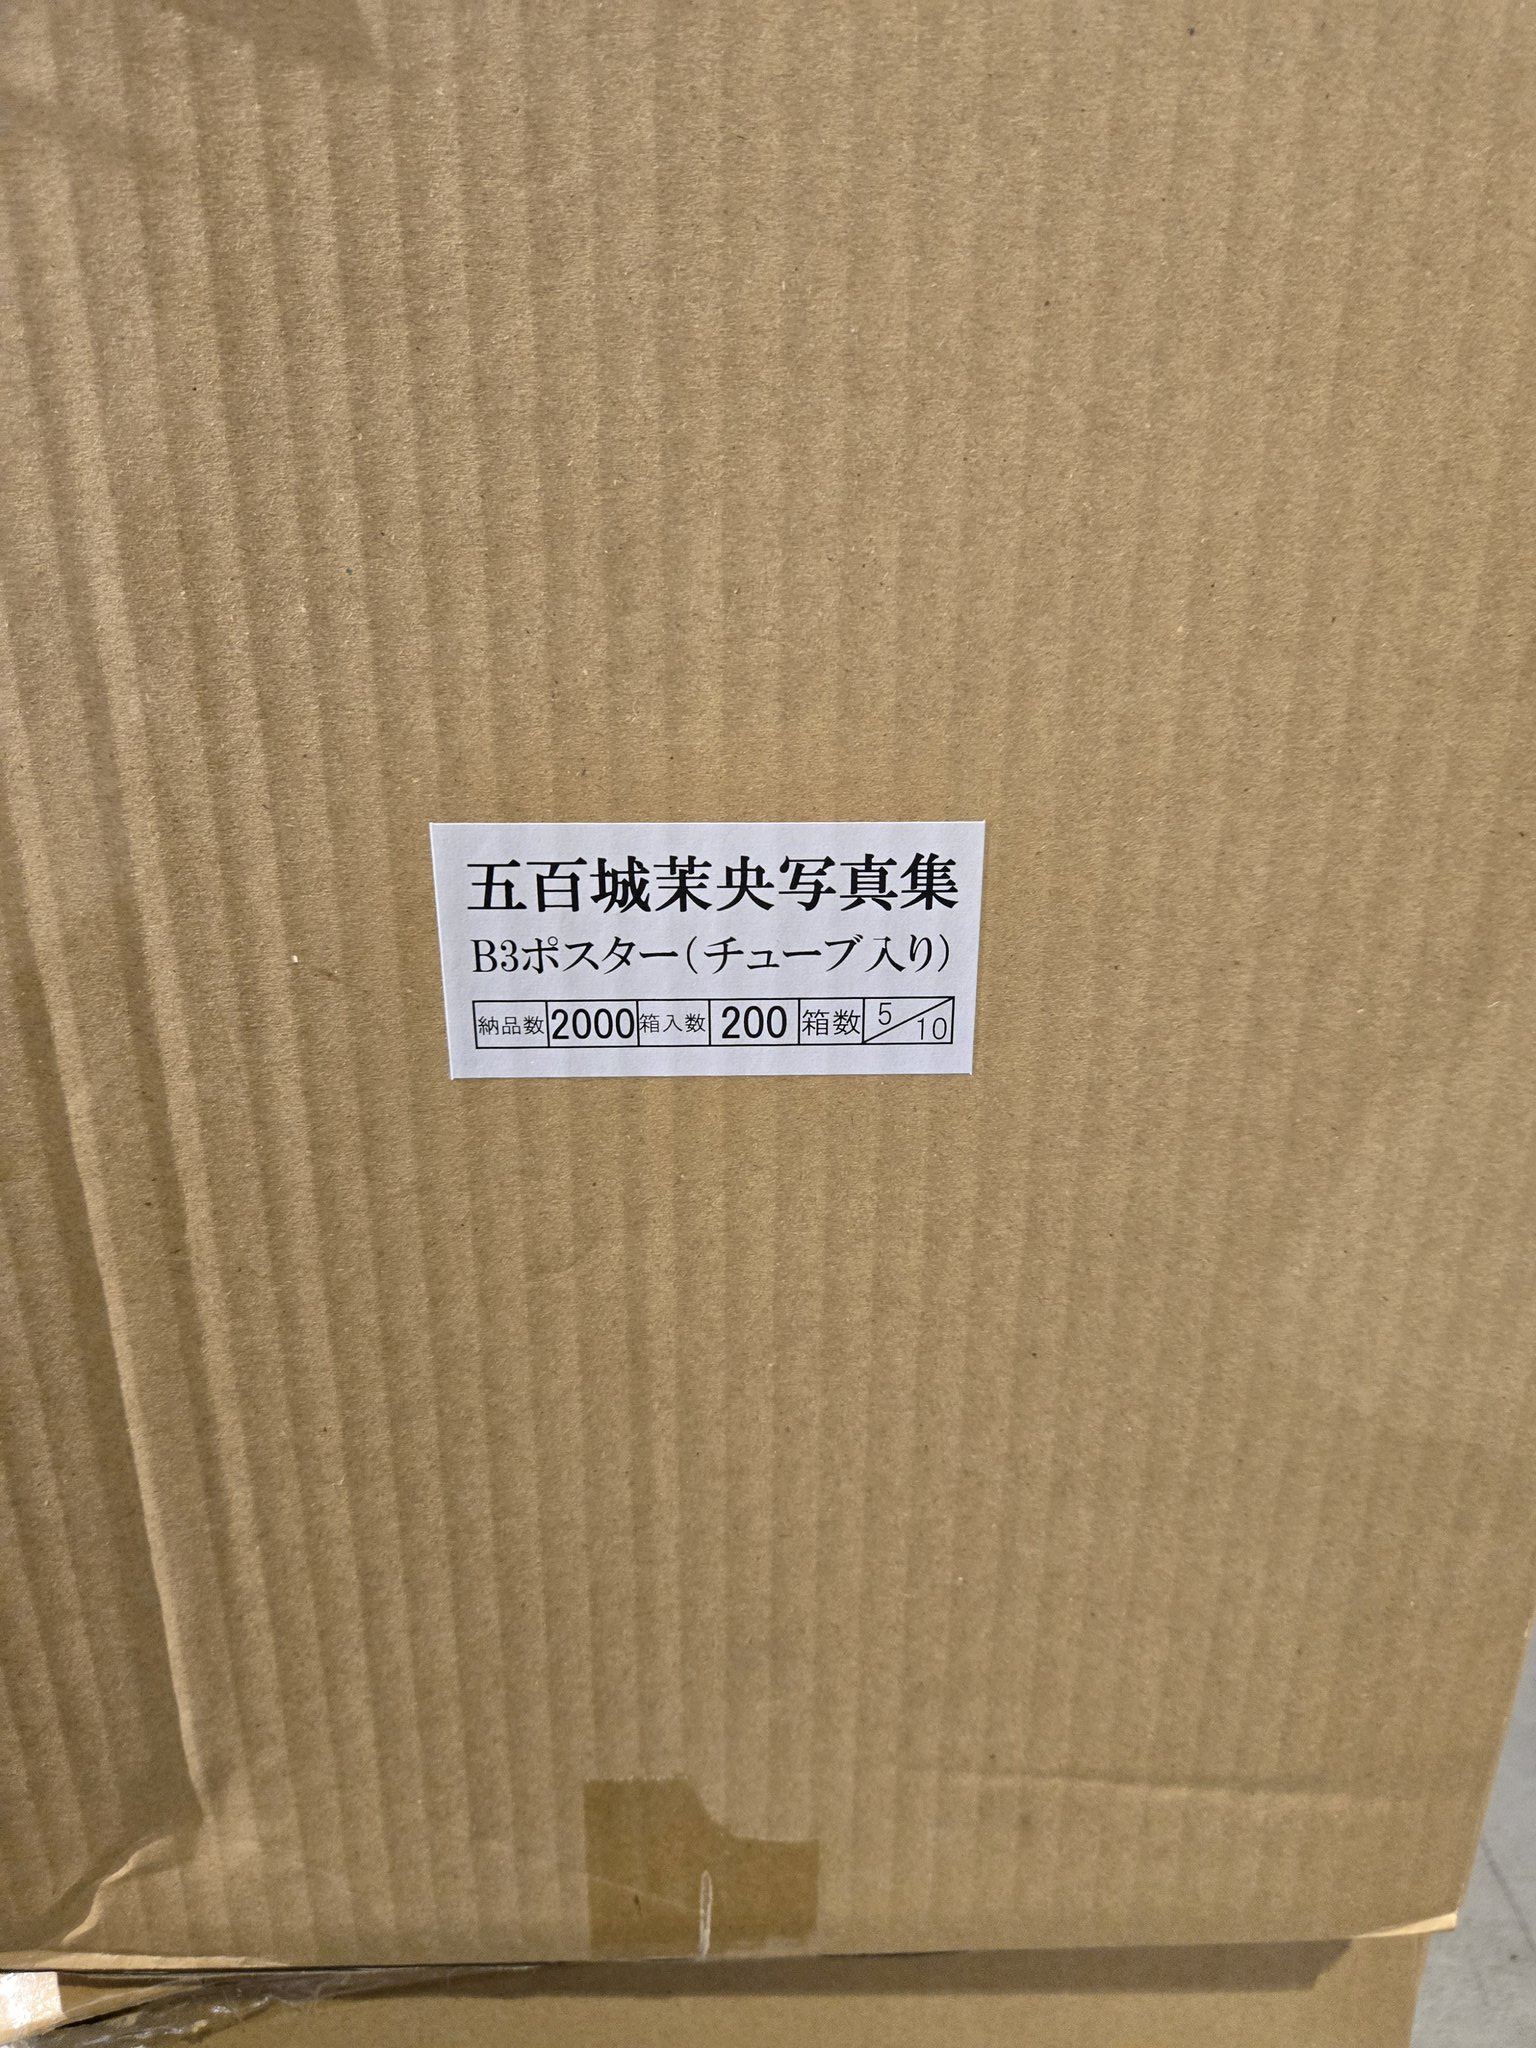 五百城茉央写真集
B3ポスター(チューブ入り)
納品数 2000 箱入数 200 箱数 5/10